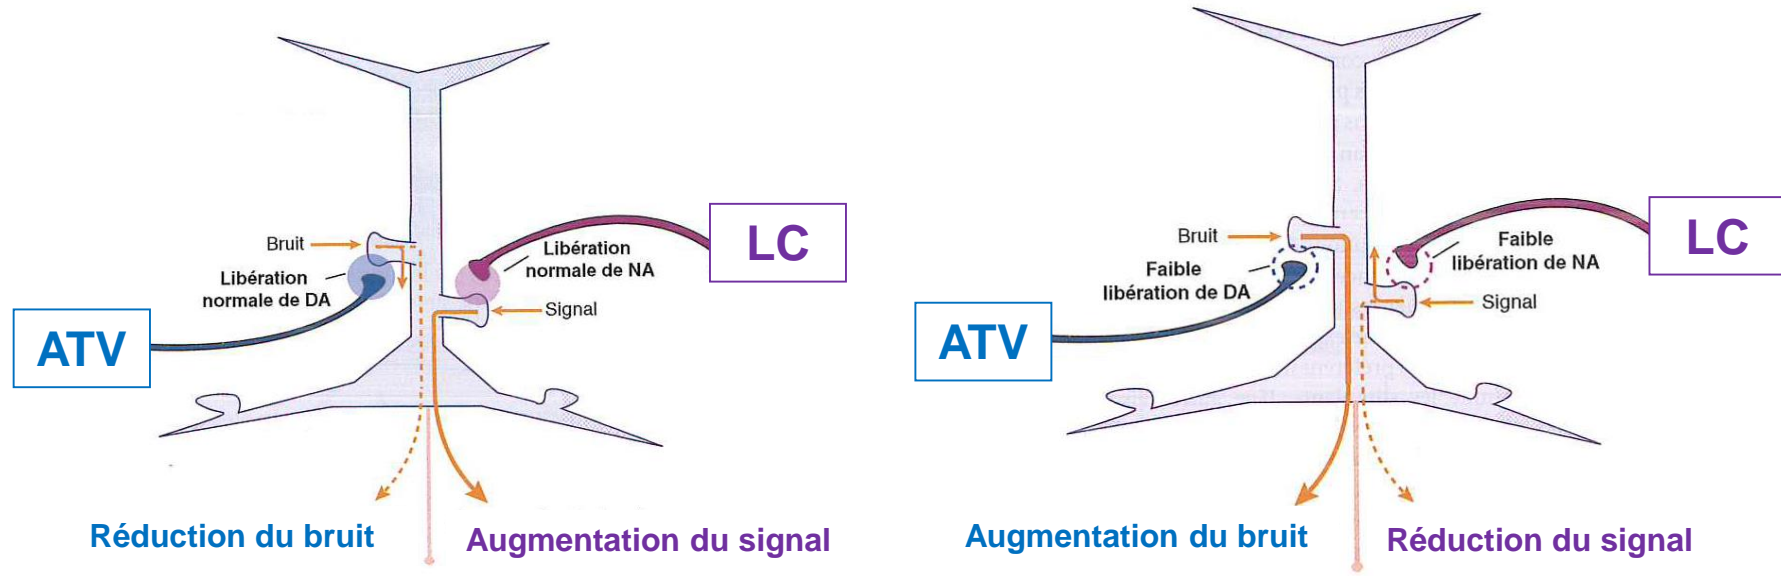 Bruit
Libération
normale de DA
ATV
LC
Libération
normale de NA
Signal
Réduction du bruit
Augmentation du signal
Bruit
Faible
libération de DA
ATV
LC
Faible
libération de NA
Signal
Augmentation du bruit
Réduction du signal